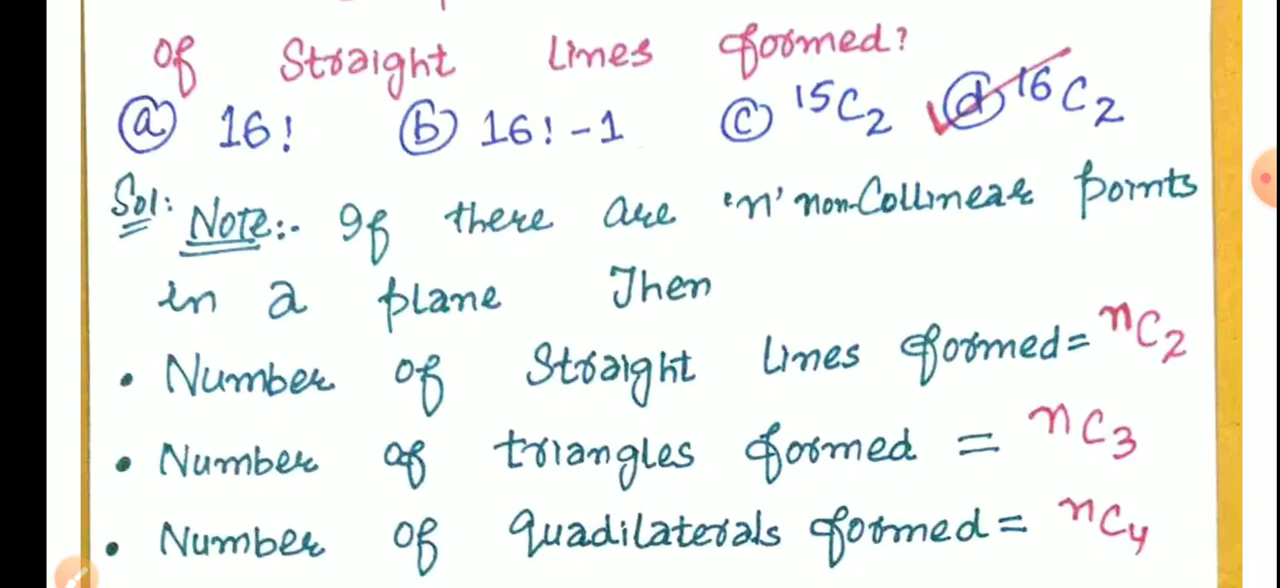 of Straight Lines formed?
(a) 16! (b) 16!-1 (c) ¹⁵C₂ (d) ¹⁶C₂
Sol:
Note:- If there are 'n' non-Collinear points
in a plane Then
• Number of Straight Lines formed = ⁿC₂
• Number of triangles formed = ⁿC₃
• Number of quadilaterals formed = ⁿC₄